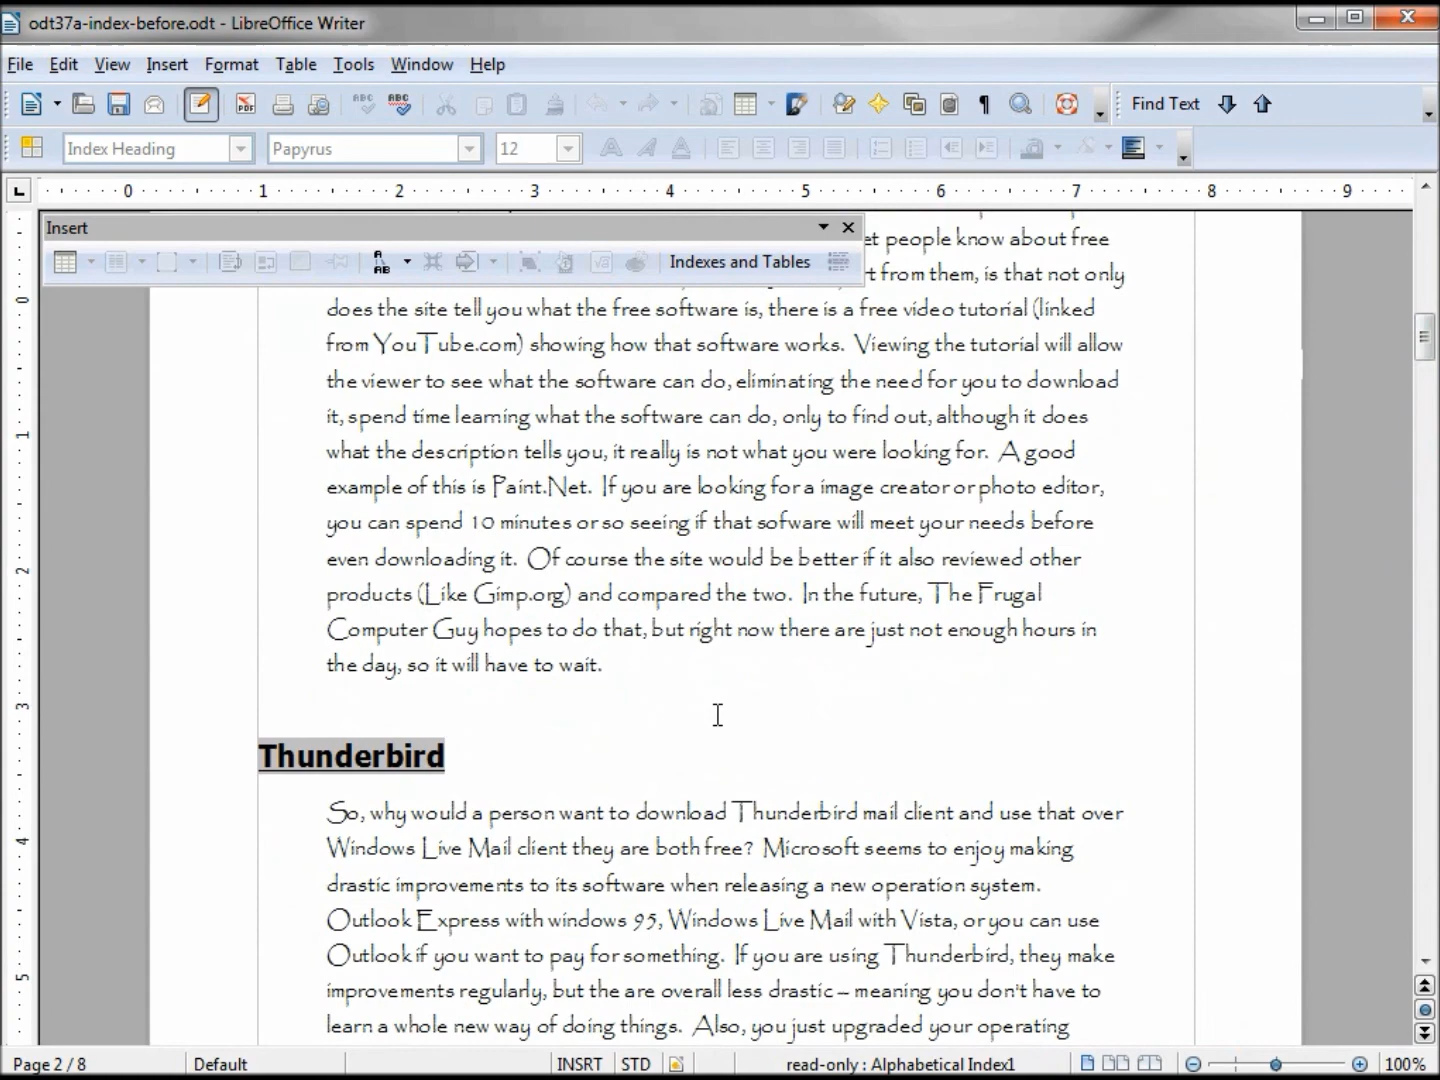 odt37a-index-before.odt - LibreOffice Writer
File Edit View Insert Format Table Tools Window Help
Find Text
Index Heading Papyrus 12
0 1 2 3 4 5 6 7 8 9
Insert
Indexes and Tables
et people know about free
rt from them, is that not only
does the site tell you what the free software is, there is a free video tutorial (linked
from YouTube.com) showing how that software works. Viewing the tutorial will allow
the viewer to see what the software can do, eliminating the need for you to download
it, spend time learning what the software can do, only to find out, although it does
what the description tells you, it really is not what you were looking for. A good
example of this is Paint.Net. If you are looking for a image creator or photo editor,
you can spend 10 minutes or so seeing if that sofware will meet your needs before
even downloading it. Of course the site would be better if it also reviewed other
products (Like Gimp.org) and compared the two. In the future, The Frugal
Computer Guy hopes to do that, but right now there are just not enough hours in
the day, so it will have to wait.
Thunderbird
So, why would a person want to download Thunderbird mail client and use that over
Windows Live Mail client they are both free? Microsoft seems to enjoy making
drastic improvements to its software when releasing a new operation system.
Outlook Express with windows 95, Windows Live Mail with Vista, or you can use
Outlook if you want to pay for something. If you are using Thunderbird, they make
improvements regularly, but the are overall less drastic – meaning you don't have to
learn a whole new way of doing things. Also, you just upgraded your operating
Page 2 / 8 Default INSRT STD read-only : Alphabetical Index1 100%